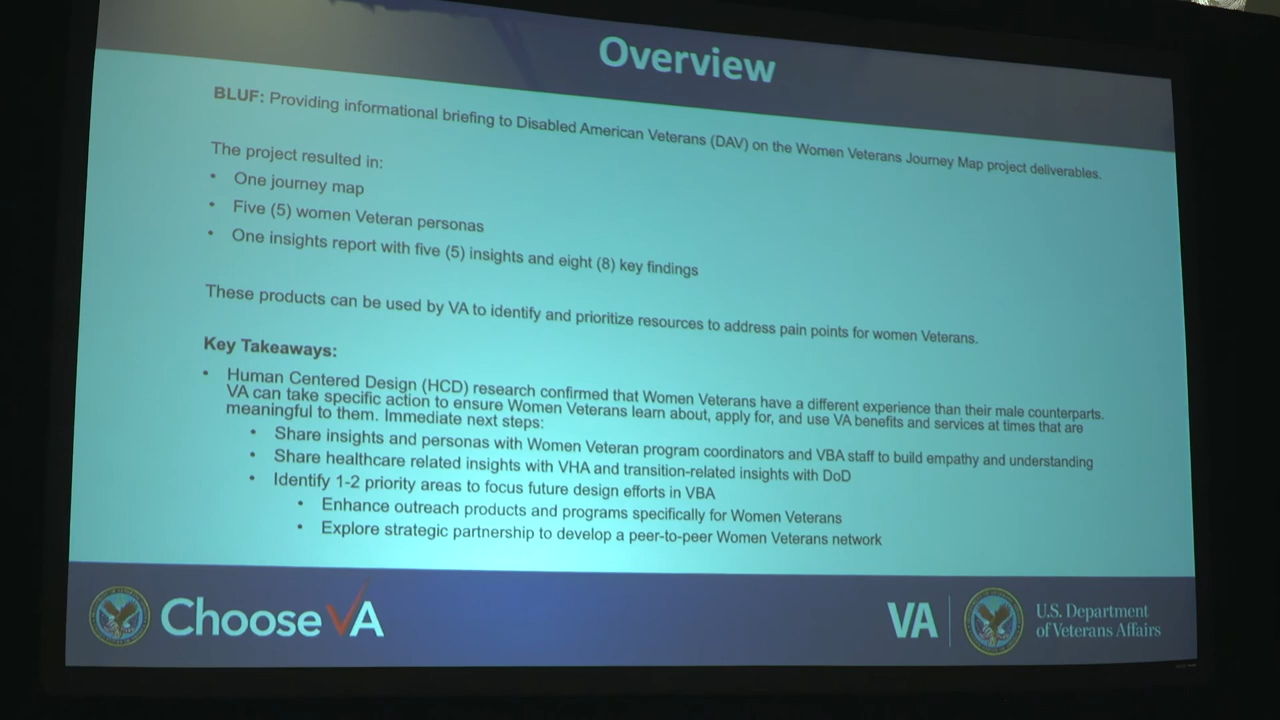 Overview
BLUF: Providing informational briefing to Disabled American Veterans (DAV) on the Women Veterans Journey Map project deliverables.
The project resulted in:
• One journey map
• Five (5) women Veteran personas
• One insights report with five (5) insights and eight (8) key findings
These products can be used by VA to identify and prioritize resources to address pain points for women Veterans.
Key Takeaways:
• Human Centered Design (HCD) research confirmed that Women Veterans have a different experience than their male counterparts.
VA can take specific action to ensure Women Veterans learn about, apply for, and use VA benefits and services at times that are
meaningful to them. Immediate next steps:
• Share insights and personas with Women Veteran program coordinators and VBA staff to build empathy and understanding
• Share healthcare related insights with VHA and transition-related insights with DoD
• Identify 1-2 priority areas to focus future design efforts in VBA
• Enhance outreach products and programs specifically for Women Veterans
• Explore strategic partnership to develop a peer-to-peer Women Veterans network
Choose VA
VA
U.S. Department
of Veterans Affairs